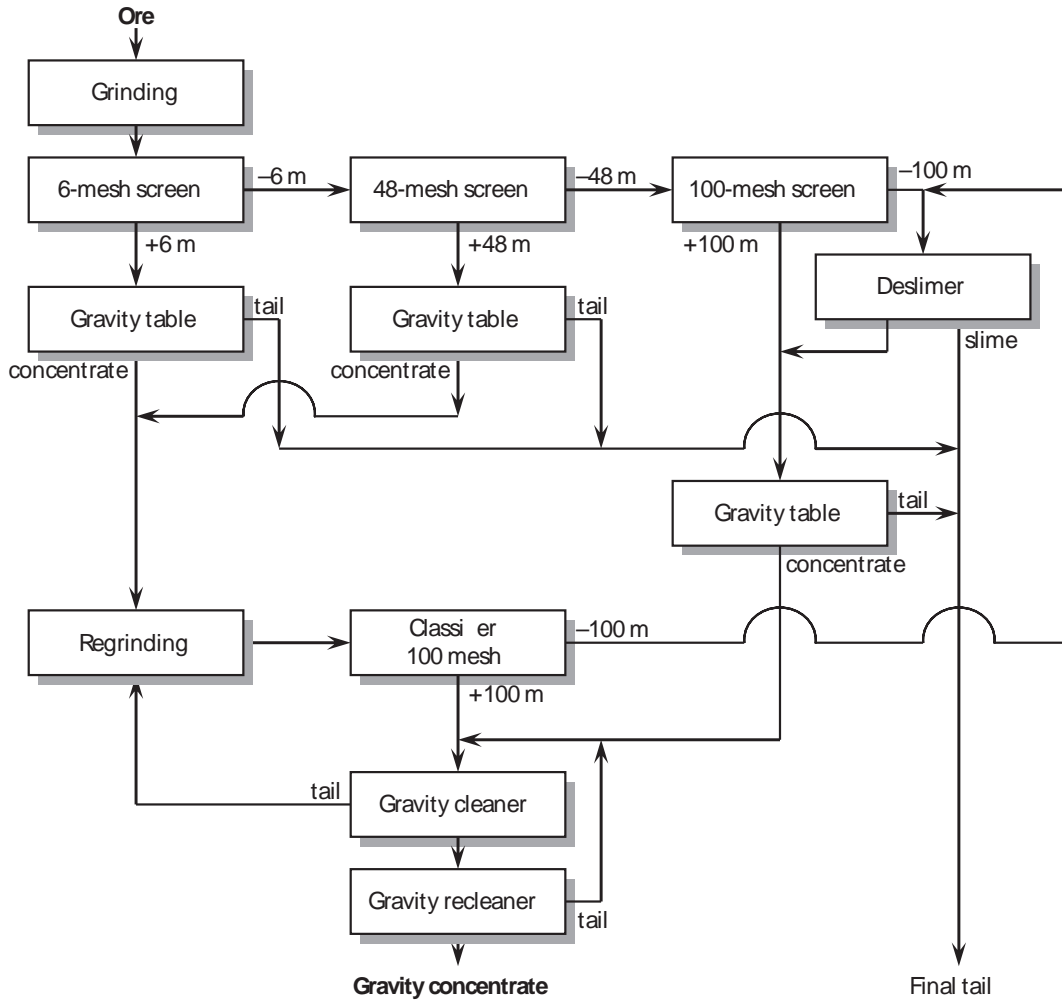 Ore
Grinding
6-mesh screen
–6 m
48-mesh screen
–48 m
100-mesh screen
–100 m
+6 m
+48 m
+100 m
Deslimer
slime
Gravity table
tail
concentrate
Gravity table
tail
concentrate
Gravity table
tail
concentrate
Regrinding
Classi er
100 mesh
–100 m
+100 m
Gravity cleaner
tail
Gravity recleaner
tail
Gravity concentrate
Final tail